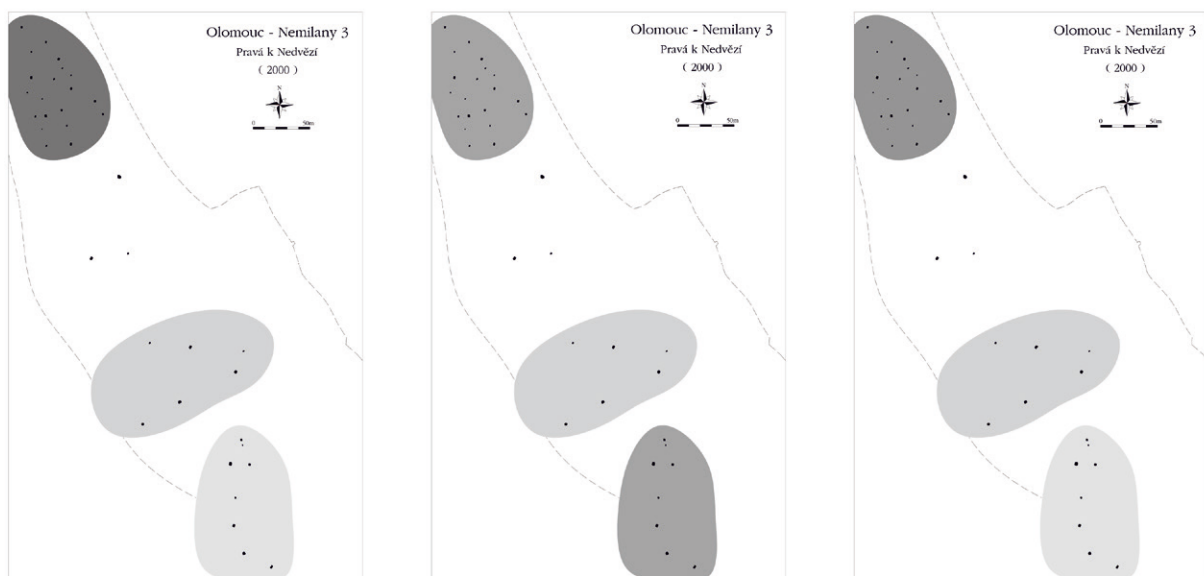 Olomouc - Nemilany 3
Pravá k Nedvězí
( 2000 )
N
0 50m
Olomouc - Nemilany 3
Pravá k Nedvězí
( 2000 )
N
0 50m
Olomouc - Nemilany 3
Pravá k Nedvězí
( 2000 )
N
0 50m